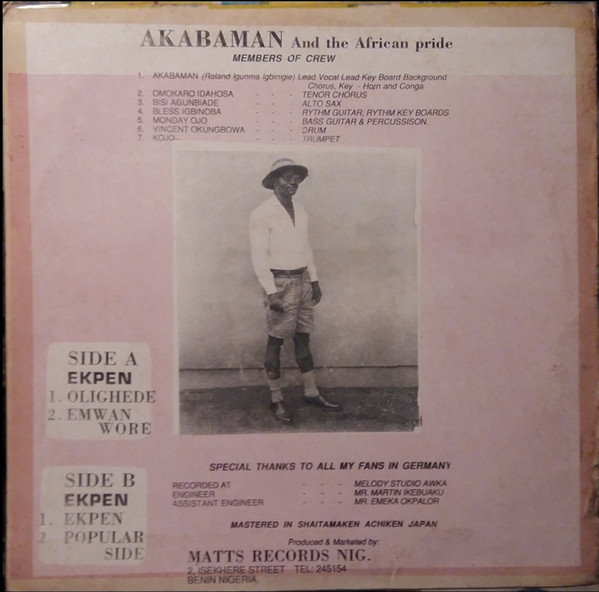 AKABAMAN And the African pride
MEMBERS OF CREW
1. AKABAMAN (Roland Igunma Igbinigie) Lead Vocal Lead Key Board Background
Chorus, Key - Horn and Conga
2. OMOKARO IDAHOSA - - - TENOR CHORUS
3. BISI AGUNBIADE - - - ALTO SAX
4. BLESS IGBINOBA - - - RYTHM GUITAR; RYTHM KEY BOARDS
5. MONDAY OJO - - - BASS GUITAR & PERCUSSISON.
6. VINCENT OKUNGBOWA - - - DRUM
7. KOJO - - - TRUMPET
SIDE A
EKPEN
1. OLIGHEDE
2. EMWAN
WORE
SIDE B
EKPEN
1. EKPEN
2 POPULAR
SIDE
SPECIAL THANKS TO ALL MY FANS IN GERMANY
RECORDED AT - - - MELODY STUDIO AWKA
ENGINEER - - - MR. MARTIN IKEBUAKU
ASSISTANT ENGINEER - - - MR. EMEKA OKPALOR
MASTERED IN SHAITAMAKEN ACHIKEN JAPAN
Produced & Marketed by:
MATTS RECORDS NIG.
2, ISEKHERE STREET TEL: 245154
BENIN NIGERIA.